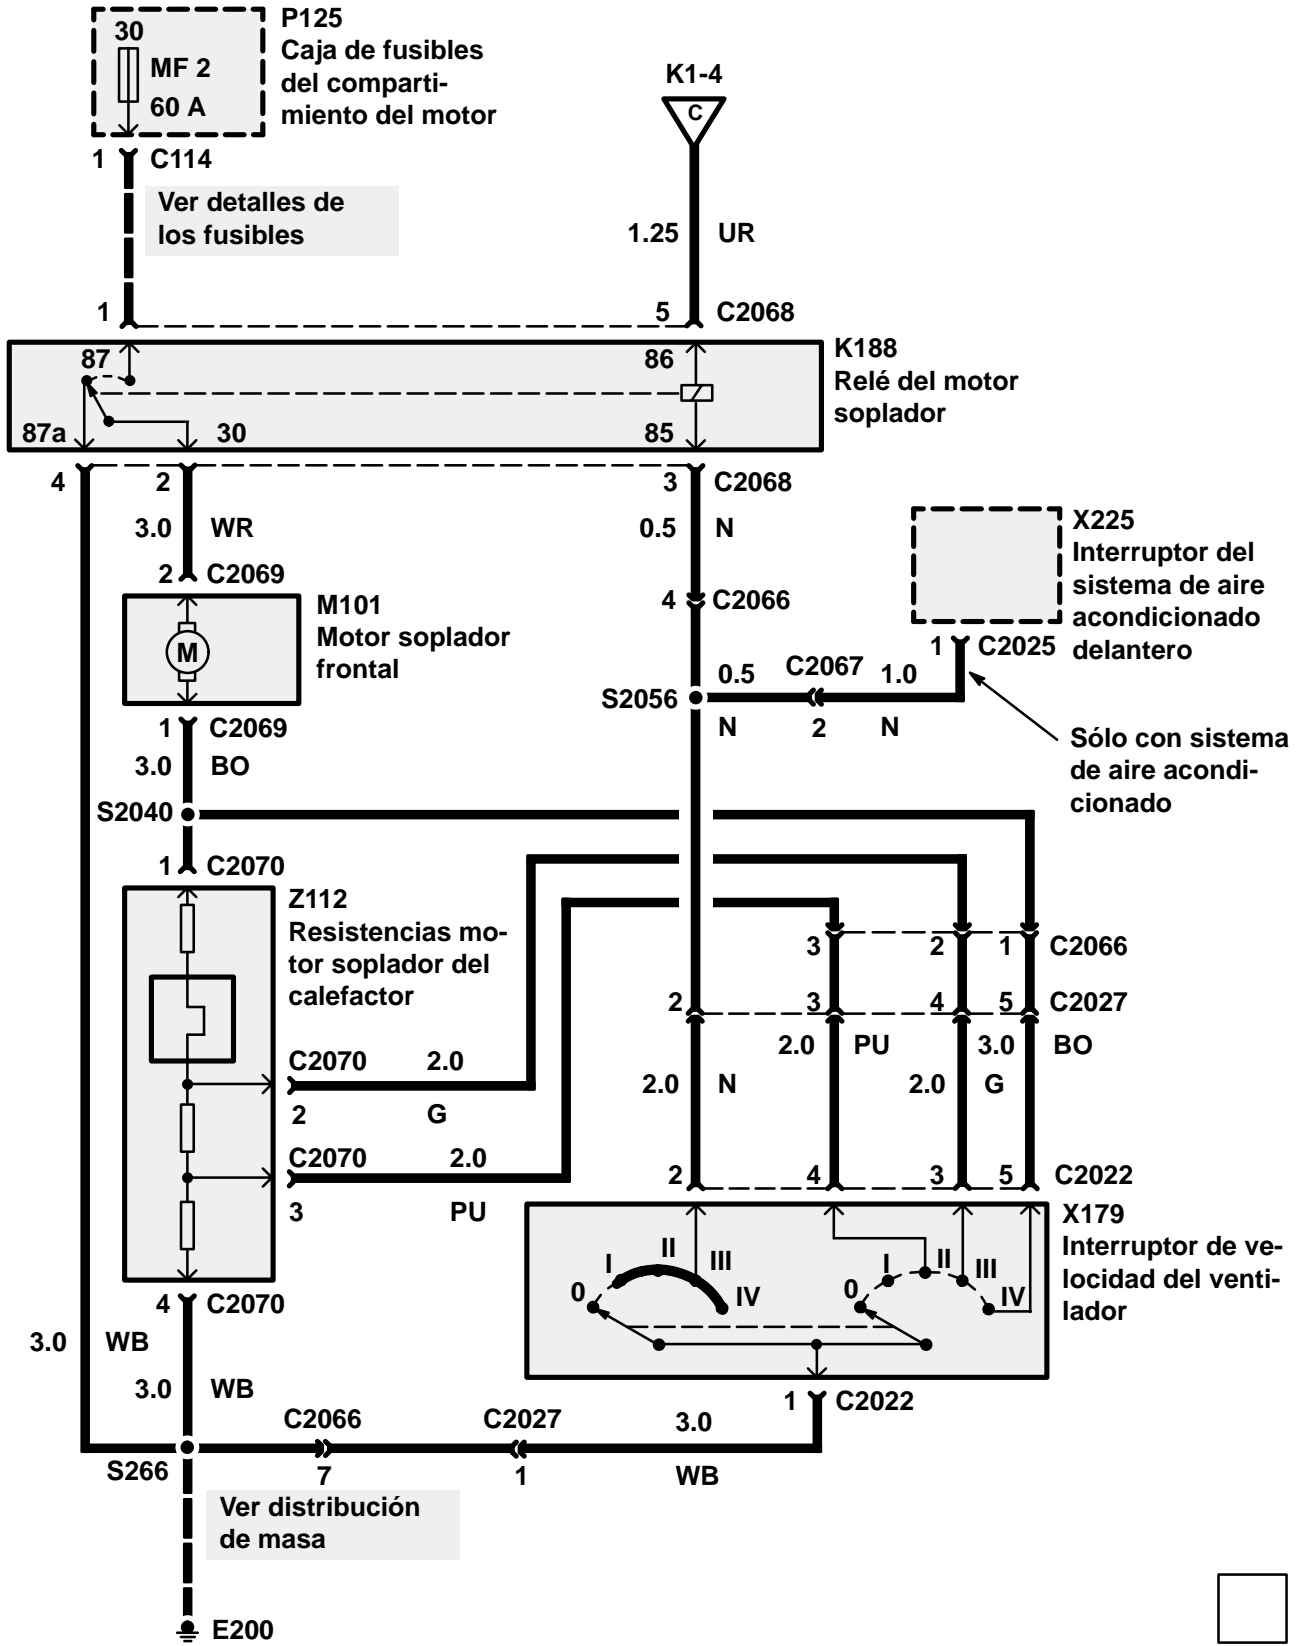 30
MF 2
60 A
P125
Caja de fusibles
del comparti-
miento del motor
K1-4
C
1 C114
Ver detalles de
los fusibles
1.25 UR
1 5 C2068
87 86
K188
Relé del motor
soplador
87a 30 85
4 2 3 C2068
3.0 WR 0.5 N
X225
Interruptor del
sistema de aire
acondicionado
delantero
2 C2069
4 C2066
M101
Motor soplador
frontal
M
1 C2025
S2056
0.5 C2067 1.0
N 2 N
1 C2069
3.0 BO
Sólo con sistema
de aire acondi-
cionado
S2040
1 C2070
Z112
Resistencias mo-
tor soplador del
calefactor
3 2 1 C2066
2 3 4 5 C2027
2.0 PU 3.0 BO
C2070 2.0
2 G
2.0 N 2.0 G
C2070 2.0
3 PU
2 4 3 5 C2022
X179
Interruptor de ve-
locidad del venti-
lador
0 I II III IV
0 I II III IV
4 C2070
3.0 WB
3.0 WB
1 C2022
C2066 C2027 3.0
S266 7 1 WB
Ver distribución
de masa
E200